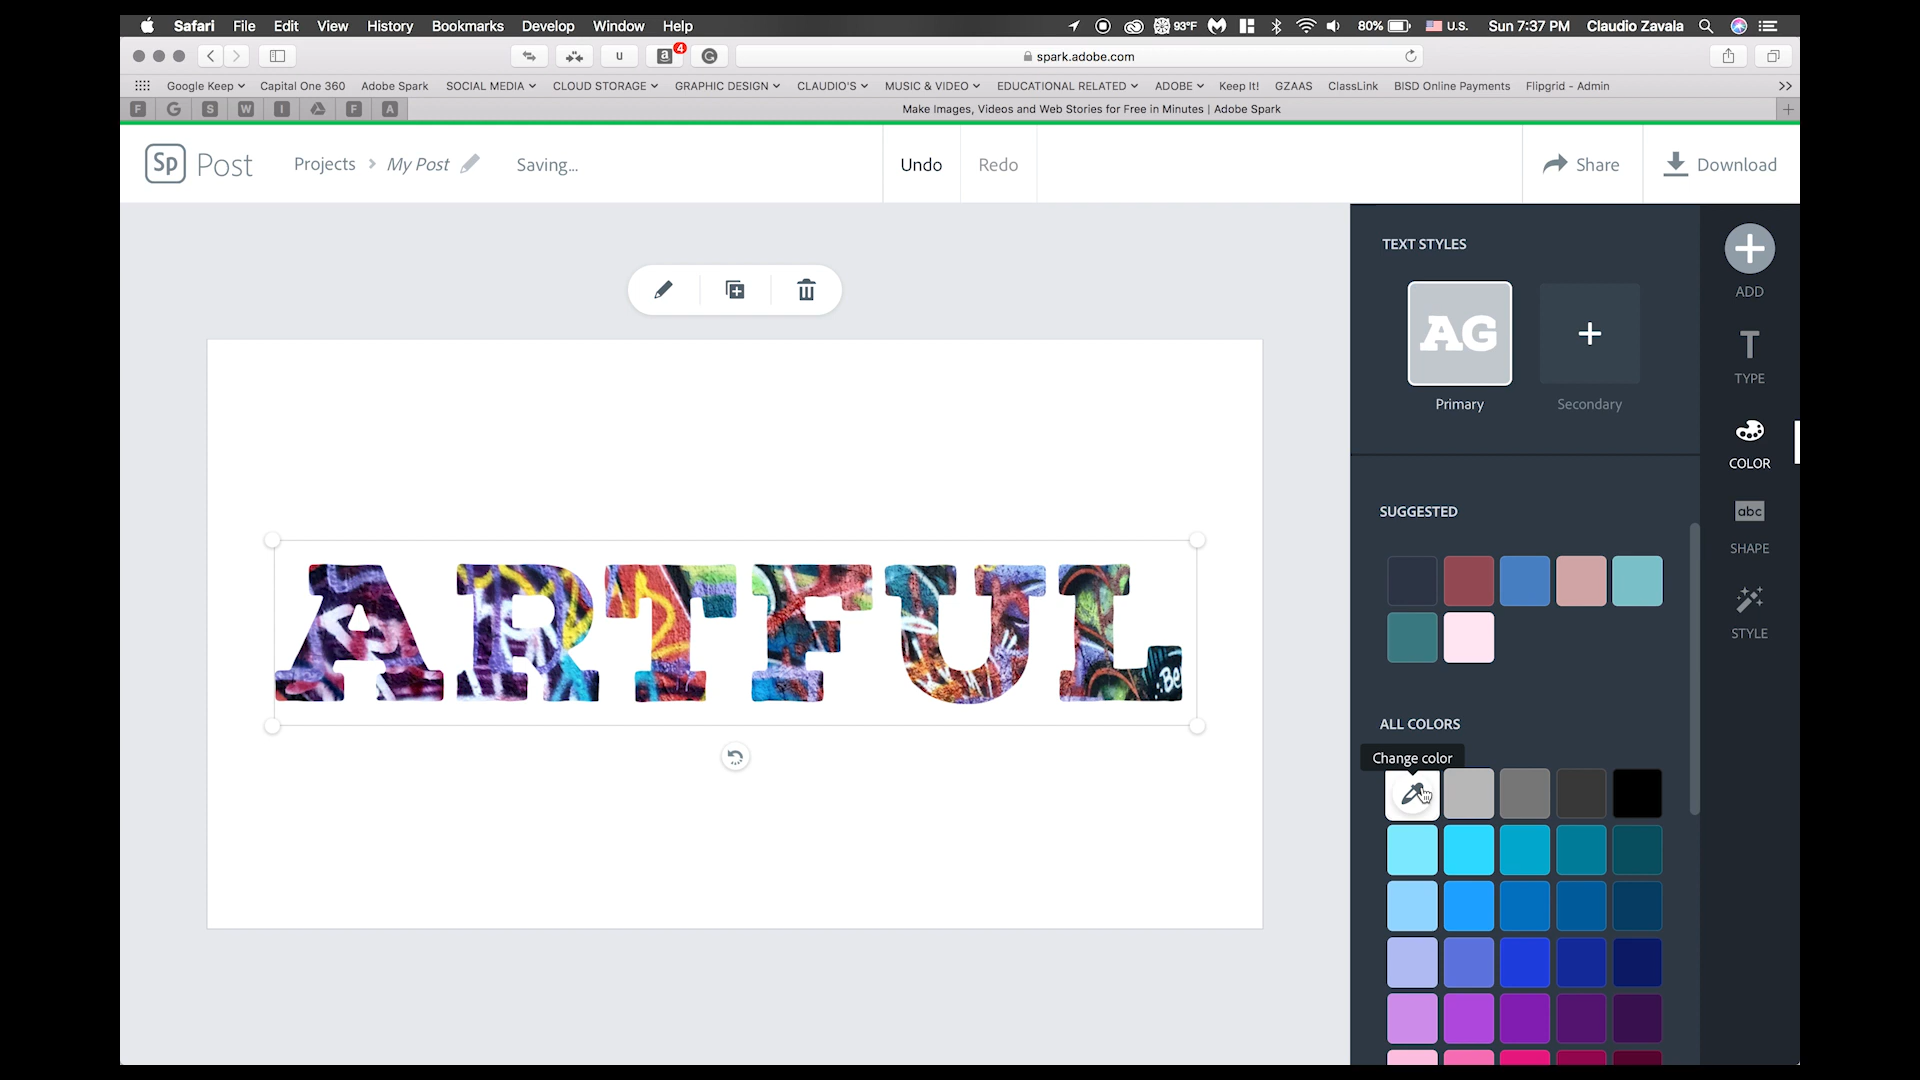 Safari File Edit View History Bookmarks Develop Window Help 93°F 80% U.S. Sun 7:37 PM Claudio Zavala
u a 4 spark.adobe.com
Google Keep Capital One 360 Adobe Spark SOCIAL MEDIA CLOUD STORAGE GRAPHIC DESIGN CLAUDIO'S MUSIC & VIDEO EDUCATIONAL RELATED ADOBE Keep It! GZAAS ClassLink BISD Online Payments Flipgrid - Admin >>
F G S W I F A Make Images, Videos and Web Stories for Free in Minutes | Adobe Spark
Sp Post Projects > My Post Saving... Undo Redo Share Download
TEXT STYLES
AG
Primary Secondary
ADD
TYPE
COLOR
abc
SHAPE
STYLE
SUGGESTED
ALL COLORS
Change color
ARTFUL
Be